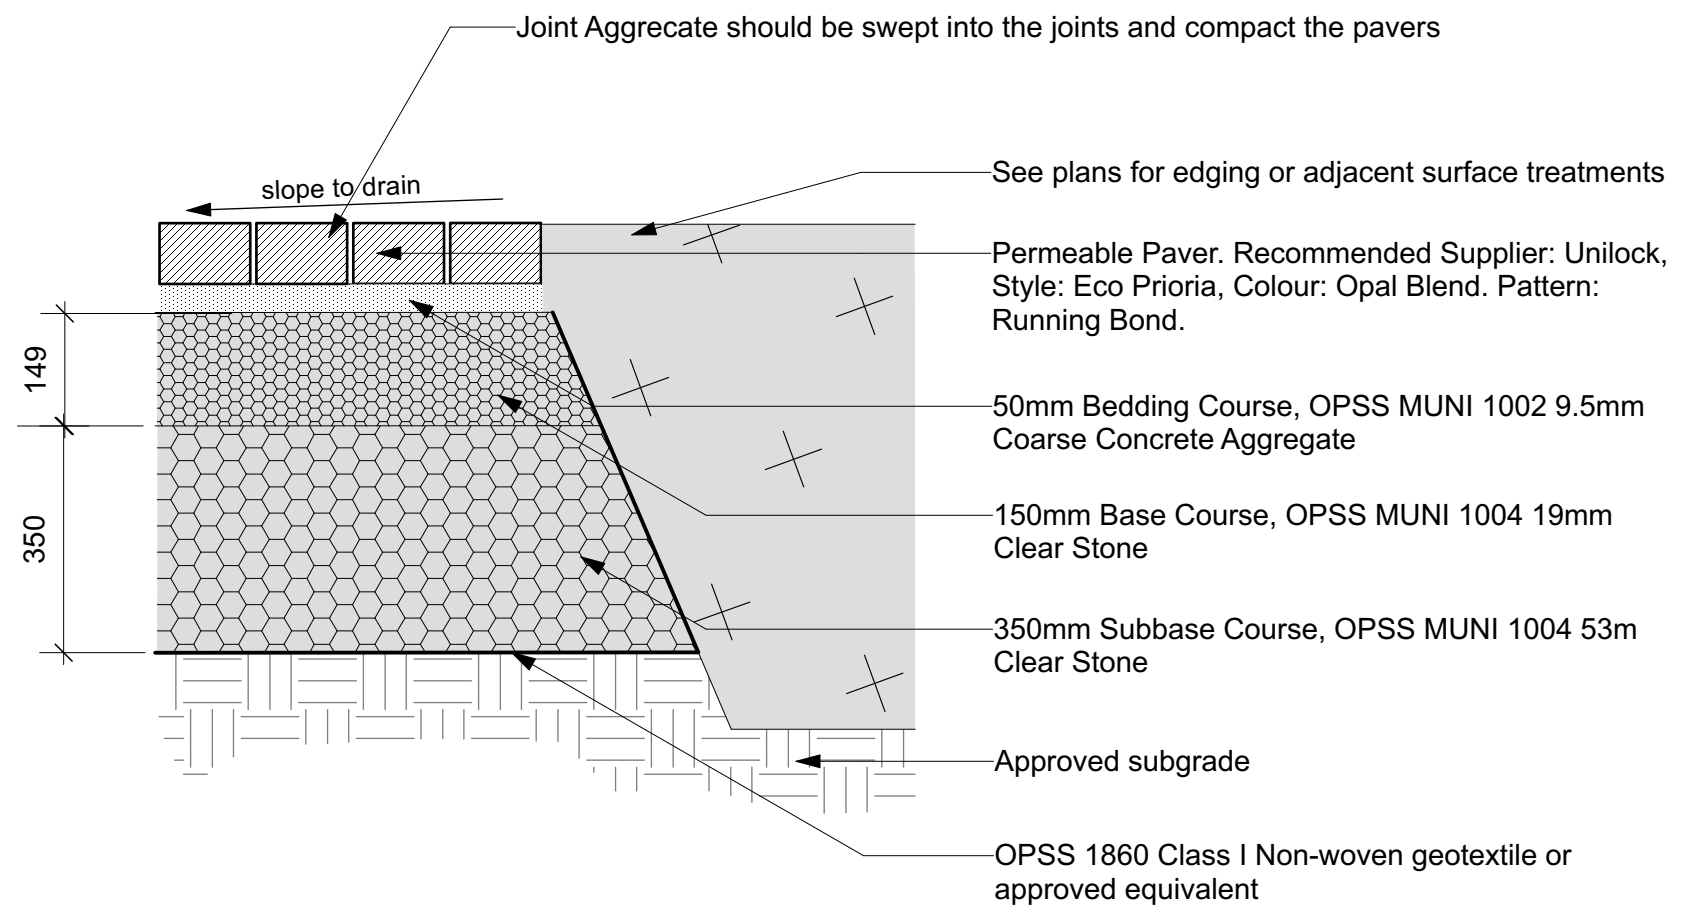 Joint Aggrecate should be swept into the joints and compact the pavers
See plans for edging or adjacent surface treatments
slope to drain
Permeable Paver. Recommended Supplier: Unilock,
Style: Eco Prioria, Colour: Opal Blend. Pattern:
Running Bond.
149
50mm Bedding Course, OPSS MUNI 1002 9.5mm
Coarse Concrete Aggregate
150mm Base Course, OPSS MUNI 1004 19mm
Clear Stone
350
350mm Subbase Course, OPSS MUNI 1004 53m
Clear Stone
Approved subgrade
OPSS 1860 Class I Non-woven geotextile or
approved equivalent